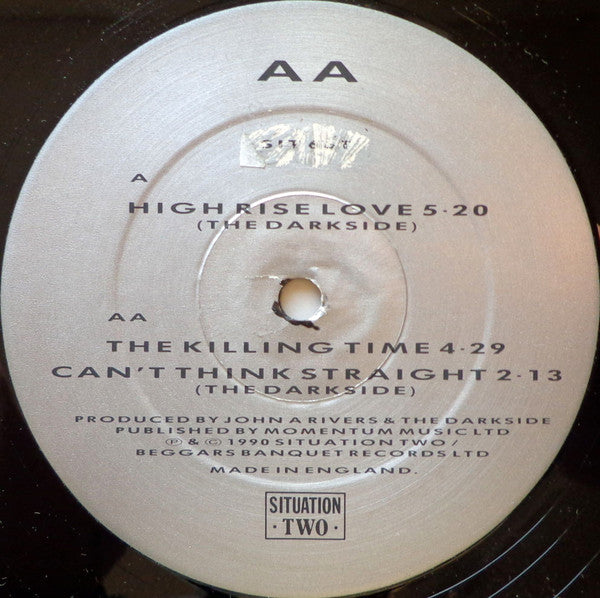 AA
A
HIGH RISE LOVE 5·20
(THE DARKSIDE)
AA
THE KILLING TIME 4·29
CAN'T THINK STRAIGHT 2·13
(THE DARKSIDE)
PRODUCED BY JOHN A RIVERS & THE DARKSIDE
PUBLISHED BY MOMENTUM MUSIC LTD
℗ & © 1990 SITUATION TWO /
BEGGARS BANQUET RECORDS LTD
MADE IN ENGLAND.
SITUATION
·TWO·